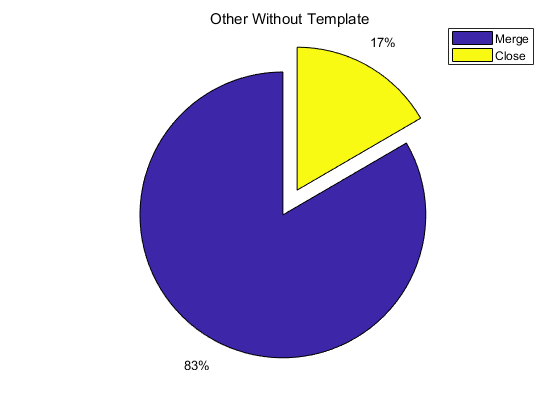 Other Without Template
17%
Merge
Close
83%